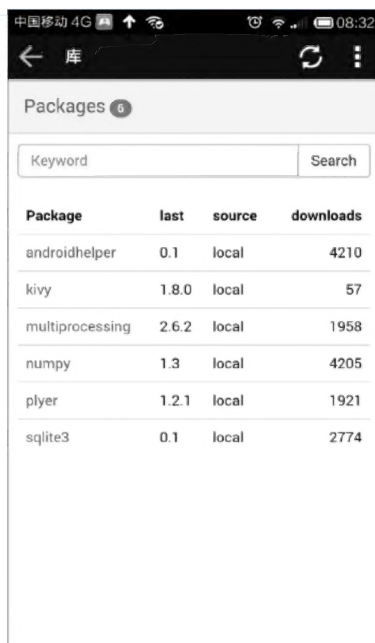 中国移动 4G 08:32
库
Packages 6
Keyword Search
Package last source downloads
androidhelper 0.1 local 4210
kivy 1.8.0 local 57
multiprocessing 2.6.2 local 1958
numpy 1.3 local 4205
plyer 1.2.1 local 1921
sqlite3 0.1 local 2774